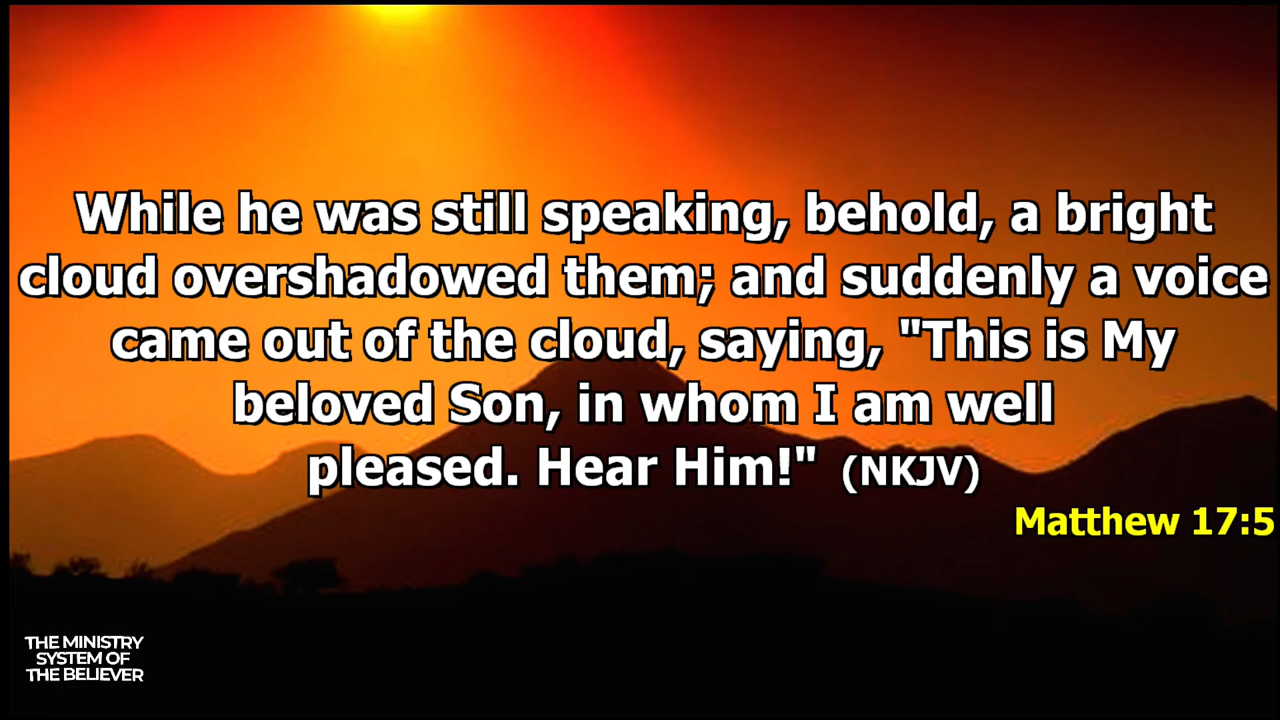 While he was still speaking, behold, a bright
cloud overshadowed them; and suddenly a voice
came out of the cloud, saying, "This is My
beloved Son, in whom I am well
pleased. Hear Him!" (NKJV)
Matthew 17:5
THE MINISTRY
SYSTEM OF
THE BELIEVER